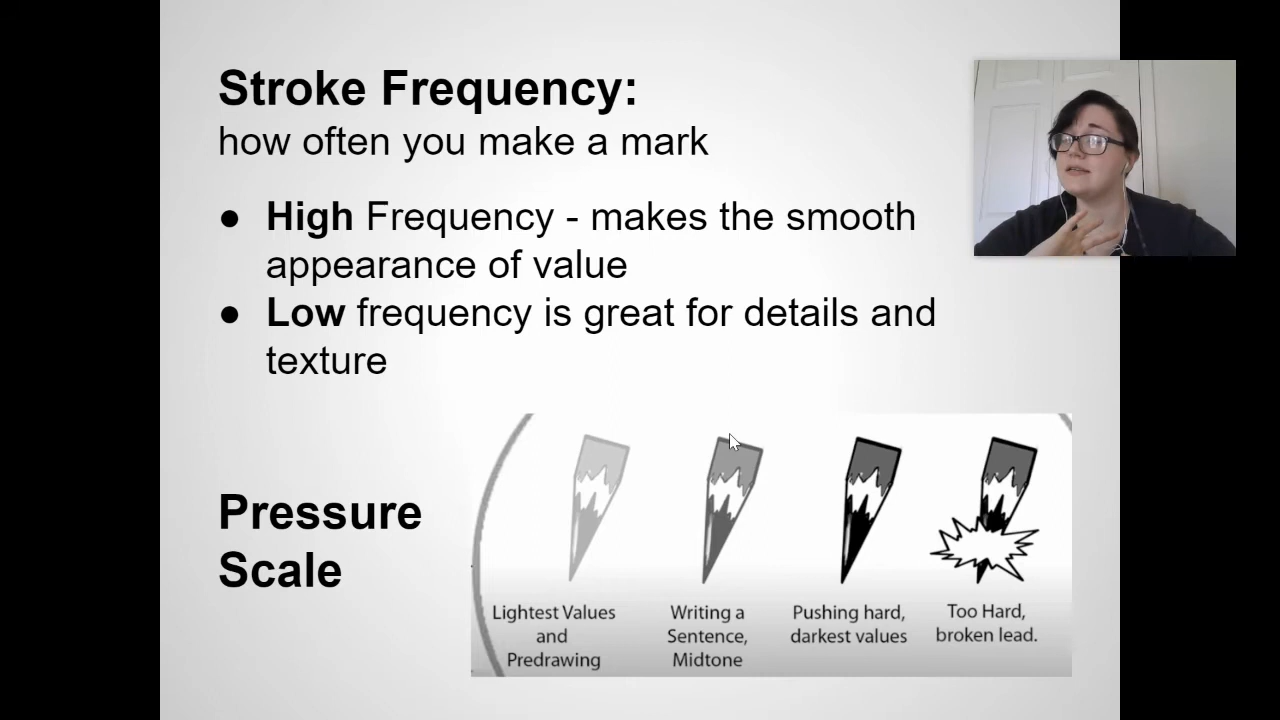 Stroke Frequency:
how often you make a mark
● High Frequency - makes the smooth
appearance of value
● Low frequency is great for details and
texture
Pressure
Scale
Lightest Values
and
Predrawing
Writing a
Sentence,
Midtone
Pushing hard,
darkest values
Too Hard,
broken lead.